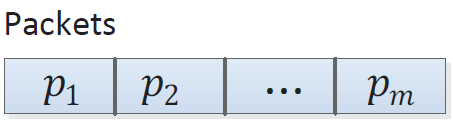 Packets
p₁ p₂ ... pₘ